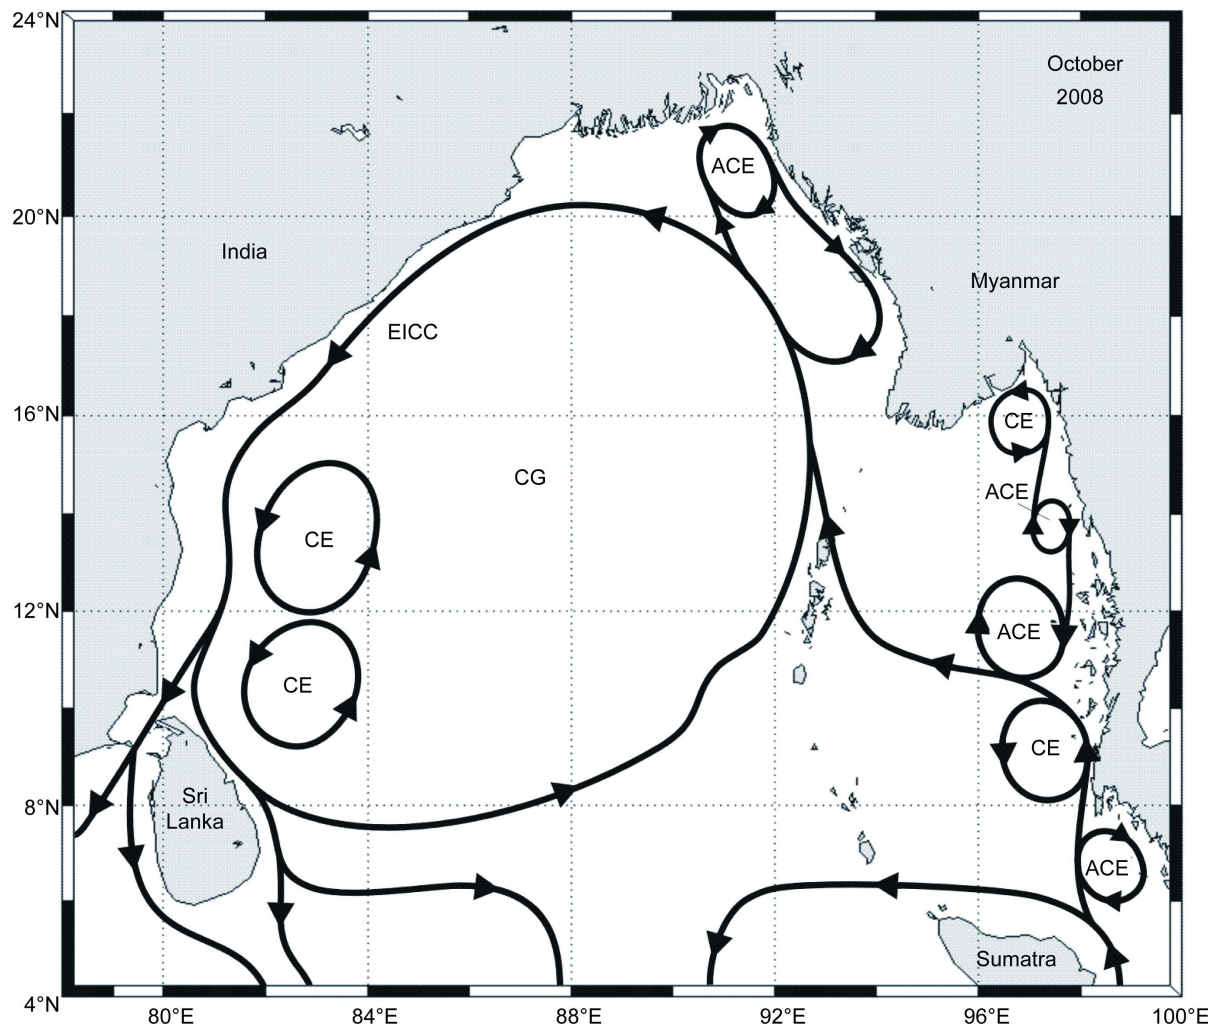 24°N
October
2008
ACE
20°N
India
Myanmar
EICC
16°N
CE
CG
ACE
CE
12°N
ACE
CE
CE
8°N
Sri
Lanka
ACE
Sumatra
4°N
80°E
84°E
88°E
92°E
96°E
100°E